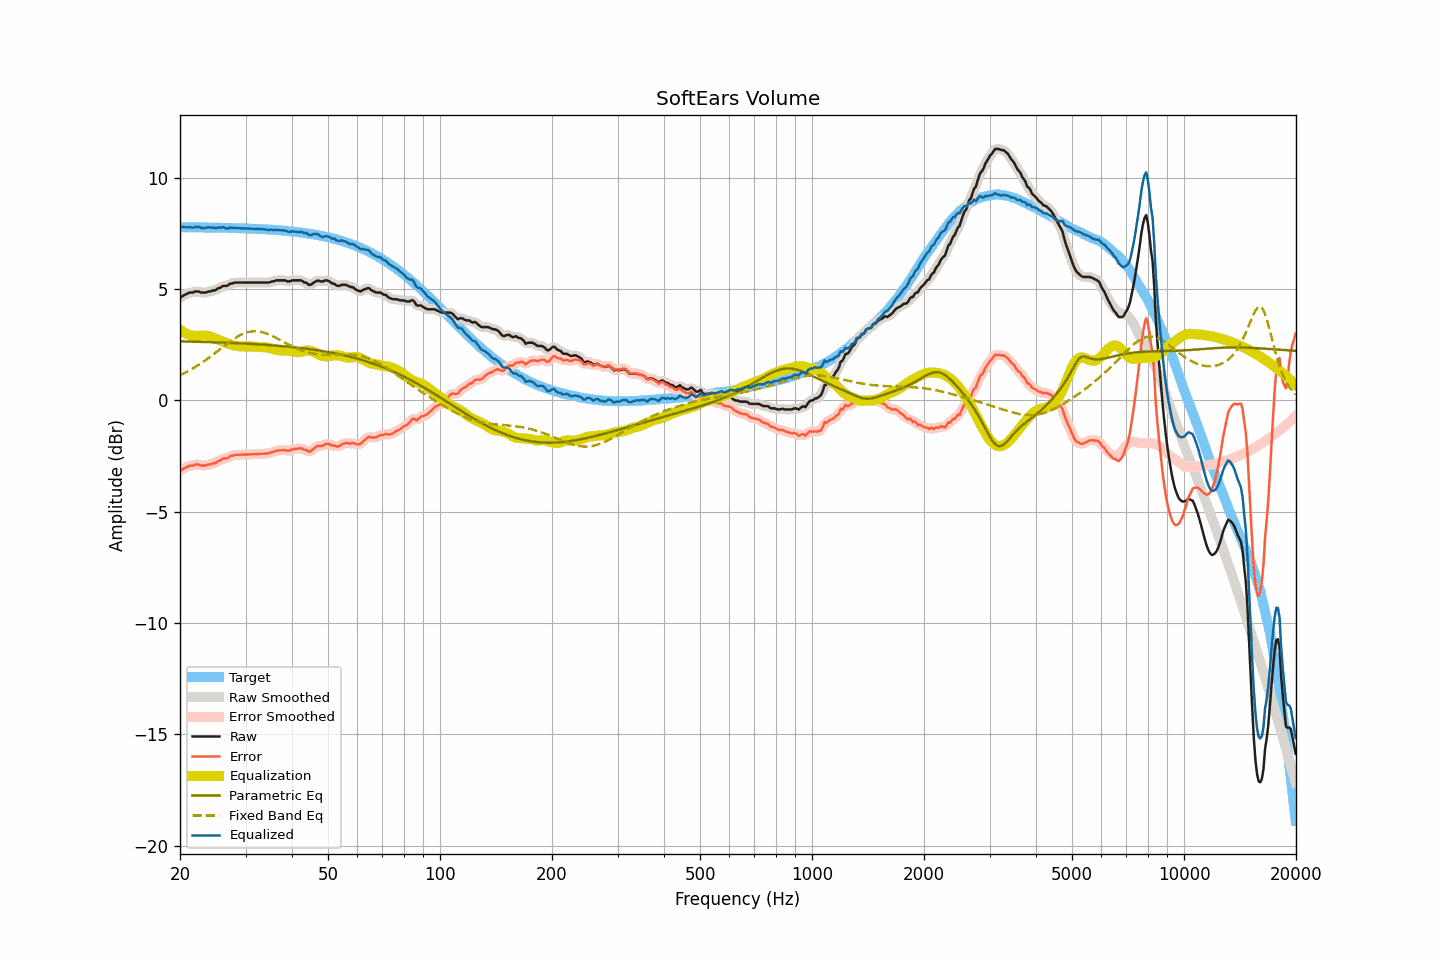 SoftEars Volume
Amplitude (dBr)
10
5
0
−5
−10
−15
−20
Target
Raw Smoothed
Error Smoothed
Raw
Error
Equalization
Parametric Eq
Fixed Band Eq
Equalized
20 50 100 200 500 1000 2000 5000 10000 20000
Frequency (Hz)